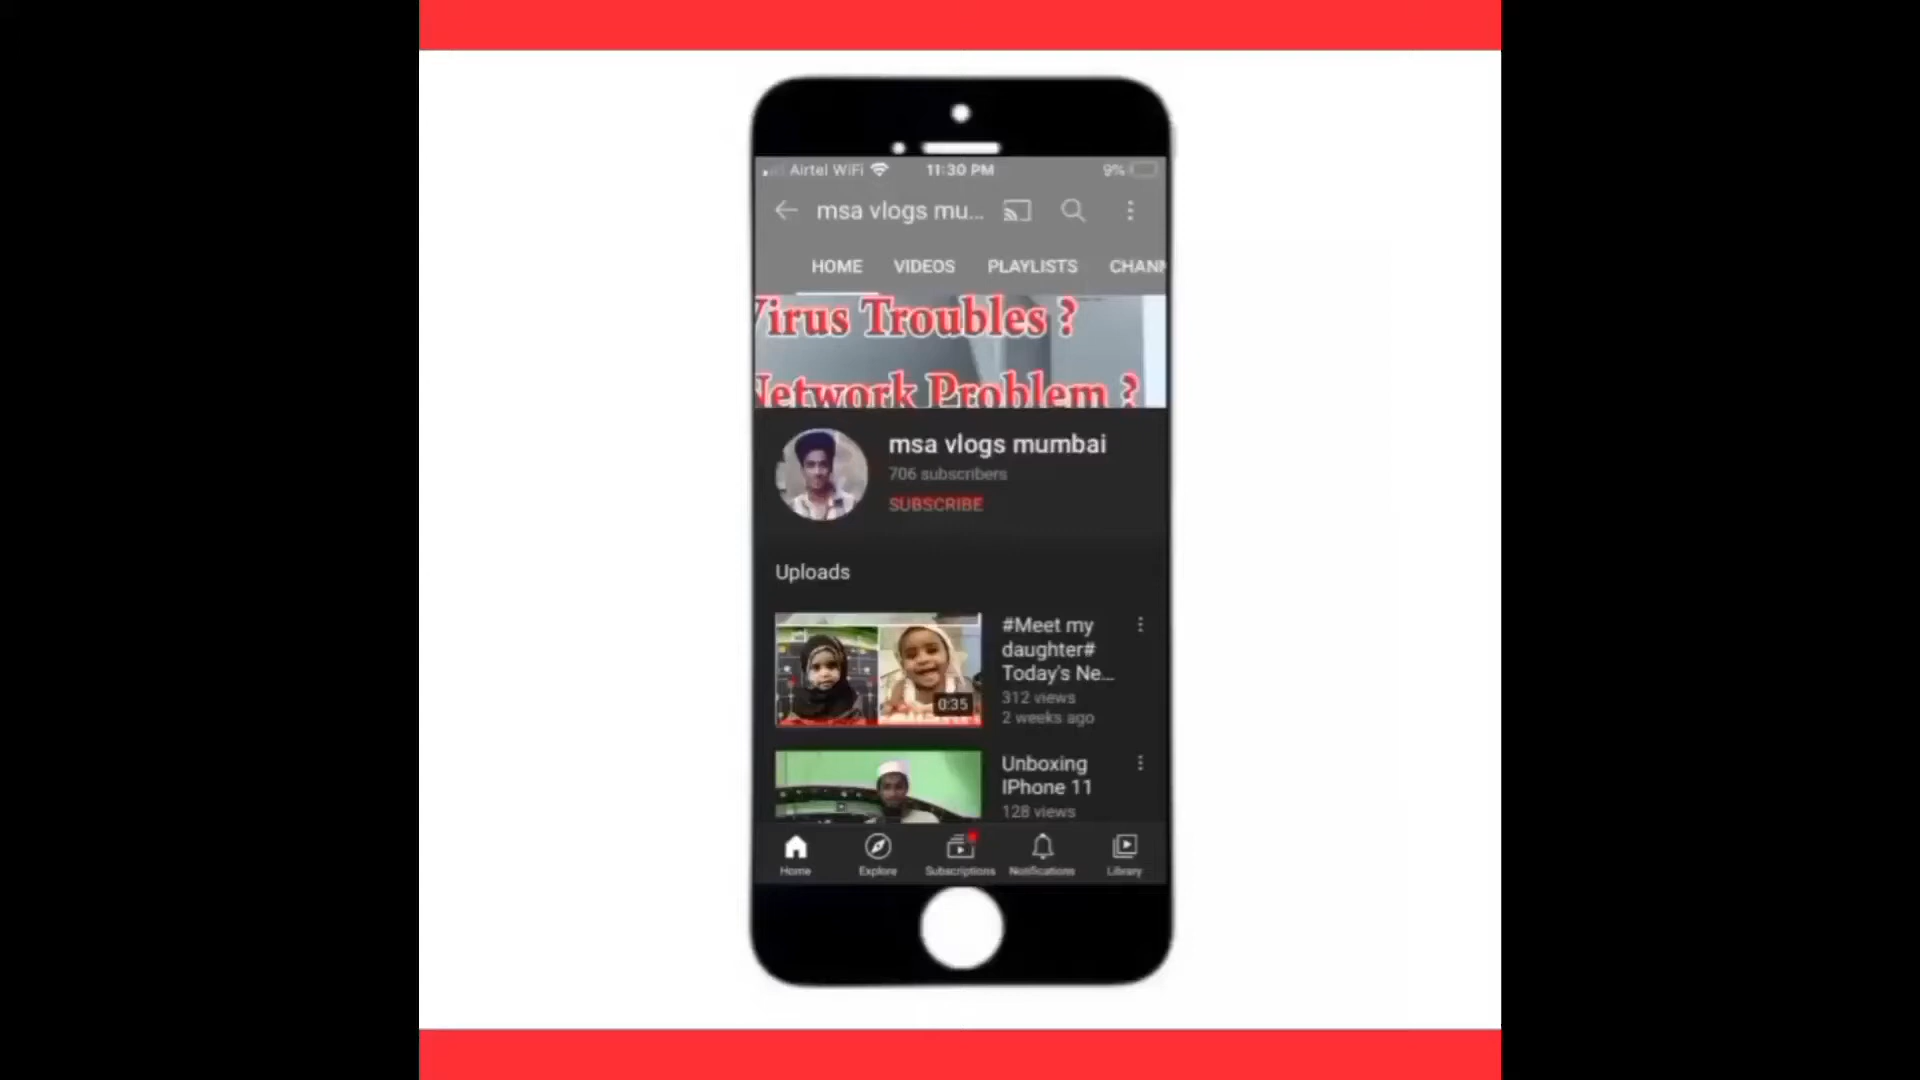 Airtel WiFi 11:30 PM 9%
msa vlogs mu...
HOME VIDEOS PLAYLISTS CHANN
Virus Troubles ?
Network Problem ?
msa vlogs mumbai
706 subscribers
SUBSCRIBE
Uploads
#Meet my
daughter#
Today's Ne...
312 views
2 weeks ago
0:35
Unboxing
IPhone 11
128 views
Home Explore Subscriptions Notifications Library